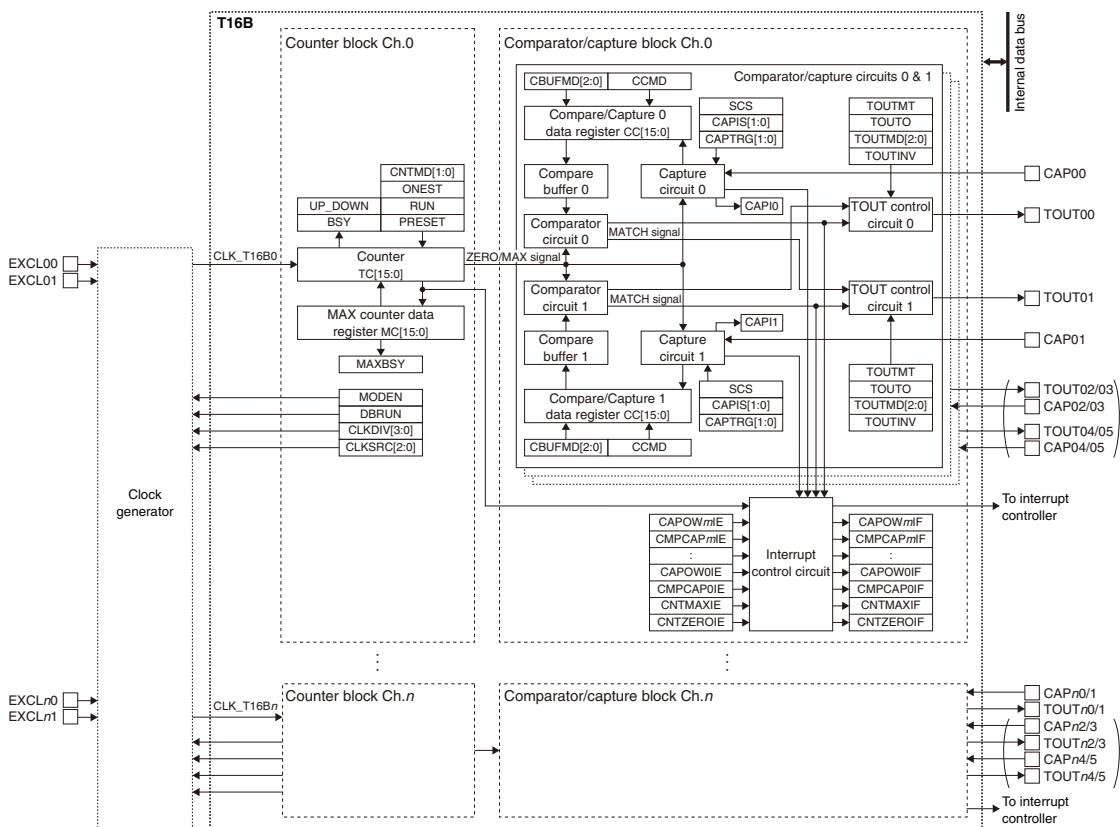 T16B
Internal data bus
Counter block Ch.0
Comparator/capture block Ch.0
Comparator/capture circuits 0 & 1
CBUFMD[2:0]
CCMD
Compare/Capture 0
data register CC[15:0]
SCS
CAPIS[1:0]
CAPTRG[1:0]
TOUTMT
TOUTO
TOUTMD[2:0]
TOUTINV
CNTMD[1:0]
ONEST
UP_DOWN
RUN
BSY
PRESET
Compare
buffer 0
Capture
circuit 0
CAPI0
CAP00
TOUT control
circuit 0
TOUT00
Comparator
circuit 0
MATCH signal
EXCL00
EXCL01
CLK_T16B0
Counter
TC[15:0]
ZERO/MAX signal
Comparator
circuit 1
MATCH signal
TOUT control
circuit 1
TOUT01
MAX counter data
register MC[15:0]
MAXBSY
Compare
buffer 1
Capture
circuit 1
CAPI1
CAP01
MODEN
DBRUN
CLKDIV[3:0]
CLKSRC[2:0]
Compare/Capture 1
data register CC[15:0]
CBUFMD[2:0]
CCMD
SCS
CAPIS[1:0]
CAPTRG[1:0]
TOUTMT
TOUTO
TOUTMD[2:0]
TOUTINV
TOUT02/03
CAP02/03
TOUT04/05
CAP04/05
Clock
generator
To interrupt
controller
CAPOWmIE
CMPCAPmIE
:
CAPOW0IE
CMPCAP0IE
CNTMAXIE
CNTZEROIE
Interrupt
control circuit
CAPOWmIF
CMPCAPmIF
:
CAPOW0IF
CMPCAP0IF
CNTMAXIF
CNTZEROIF
EXCLn0
EXCLn1
CLK_T16Bn
Counter block Ch.n
Comparator/capture block Ch.n
CAPn0/1
TOUTn0/1
CAPn2/3
TOUTn2/3
CAPn4/5
TOUTn4/5
To interrupt
controller